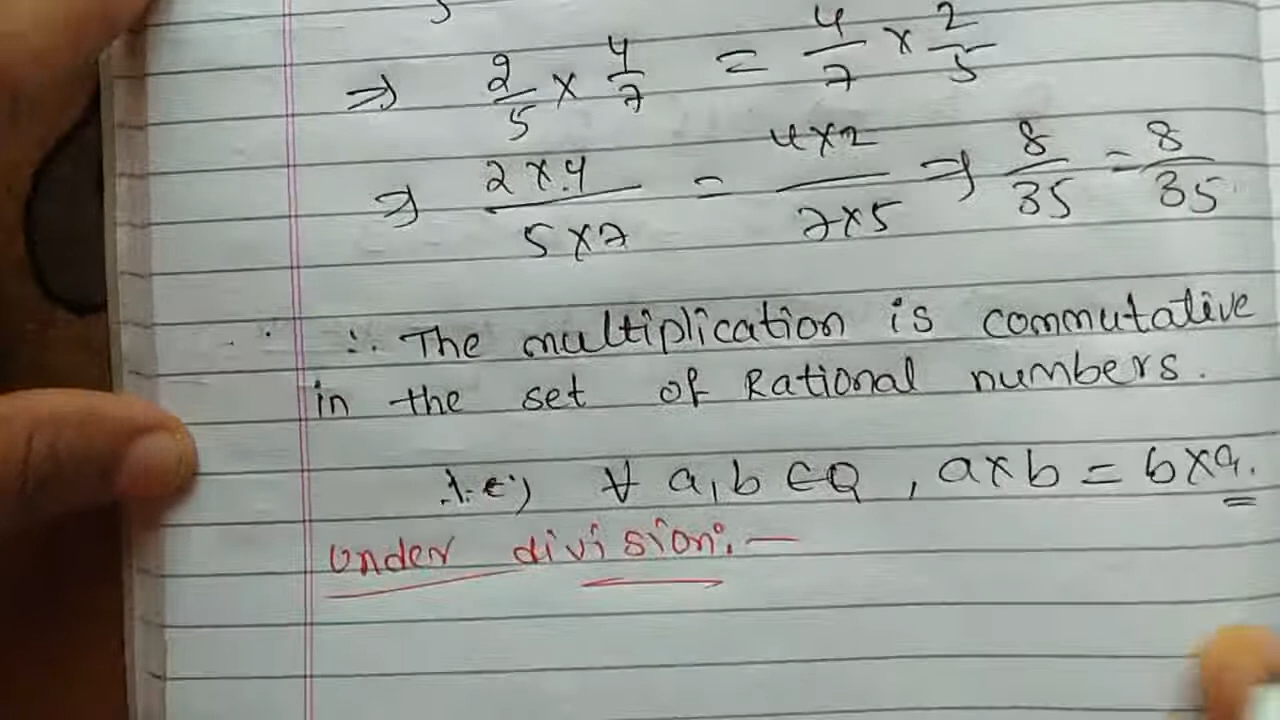 ⇒ 2/5 × 4/7 = 4/7 × 2/5
⇒ 2×4/5×7 = 4×2/7×5 ⇒ 8/35 = 8/35
∴ The multiplication is commutative
in the set of Rational numbers.
i.e; ∀ a,b ∈ Q, a×b = b×a.
Under division:—